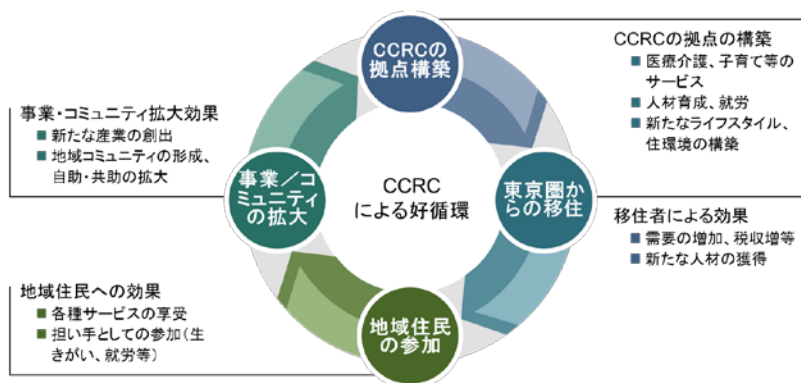 CCRCの
拠点構築
CCRCの拠点の構築
■ 医療介護、子育て等の
サービス
■ 人材育成、就労
■ 新たなライフスタイル、
住環境の構築
事業・コミュニティ拡大効果
■ 新たな産業の創出
■ 地域コミュニティの形成、
自助・共助の拡大
事業／コ
ミュニティ
の拡大
CCRC
による好循環
東京圏か
らの移住
移住者による効果
■ 需要の増加、税収増等
■ 新たな人材の獲得
地域住民への効果
■ 各種サービスの享受
■ 担い手としての参加（生
きがい、就労等）
地域住民
の参加